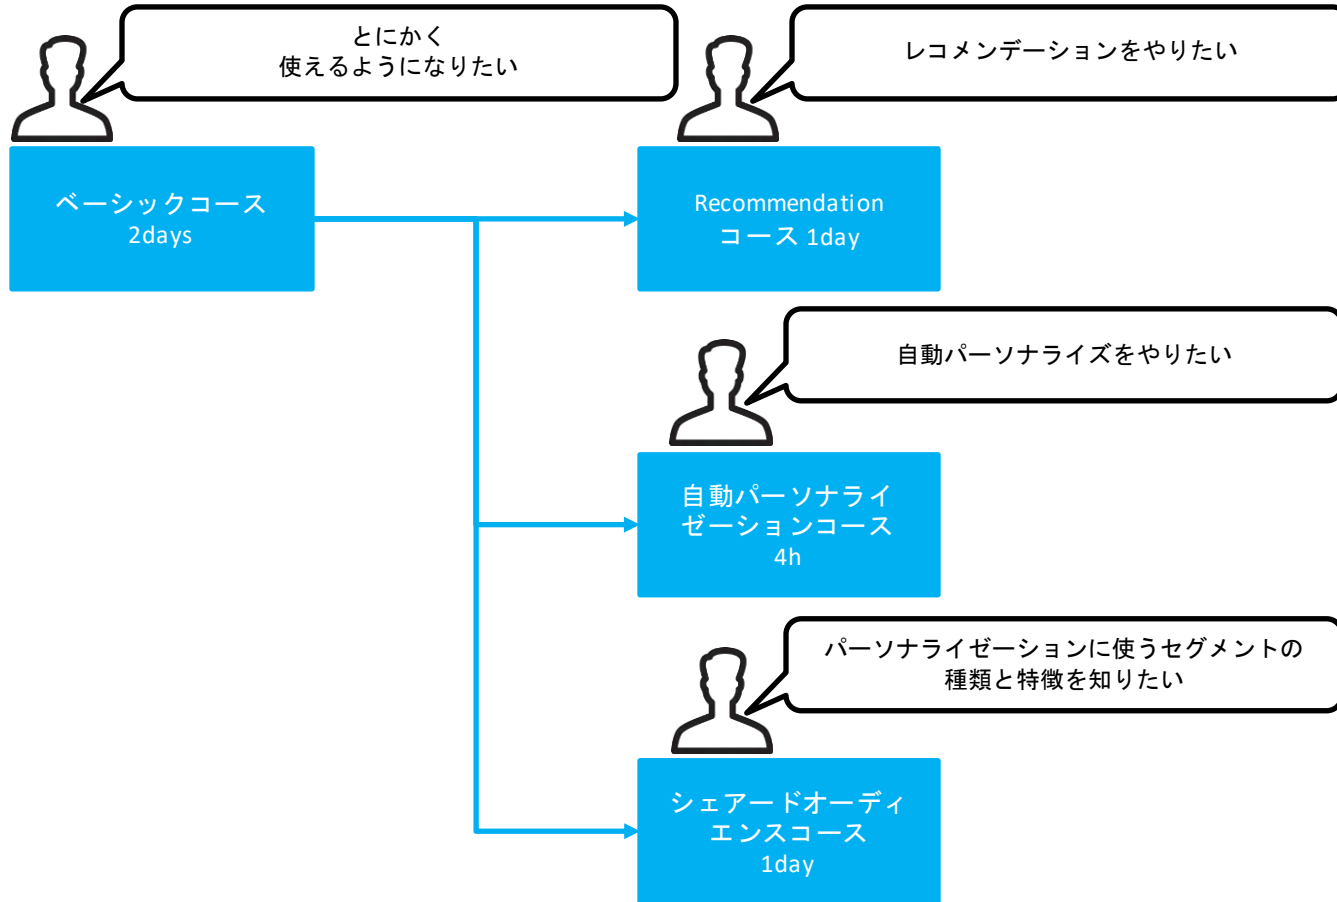 とにかく
使えるようになりたい
レコメンデーションをやりたい
ベーシックコース
2days
Recommendation
コース 1day
自動パーソナライズをやりたい
自動パーソナライ
ゼーションコース
4h
パーソナライゼーションに使うセグメントの
種類と特徴を知りたい
シェアードオーディ
エンスコース
1day